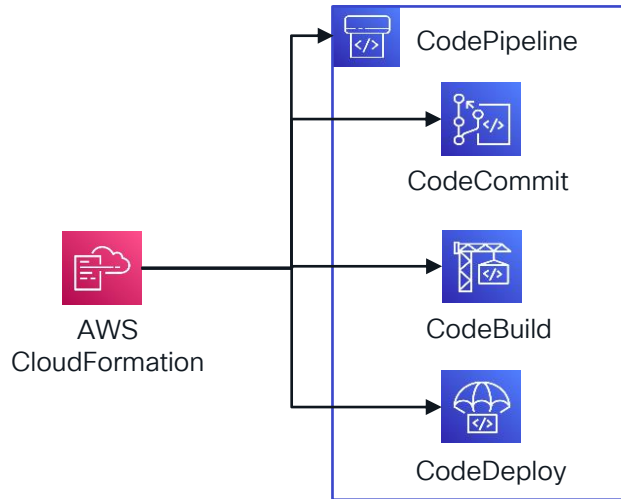 CodePipeline
CodeCommit
AWS
CloudFormation
CodeBuild
CodeDeploy